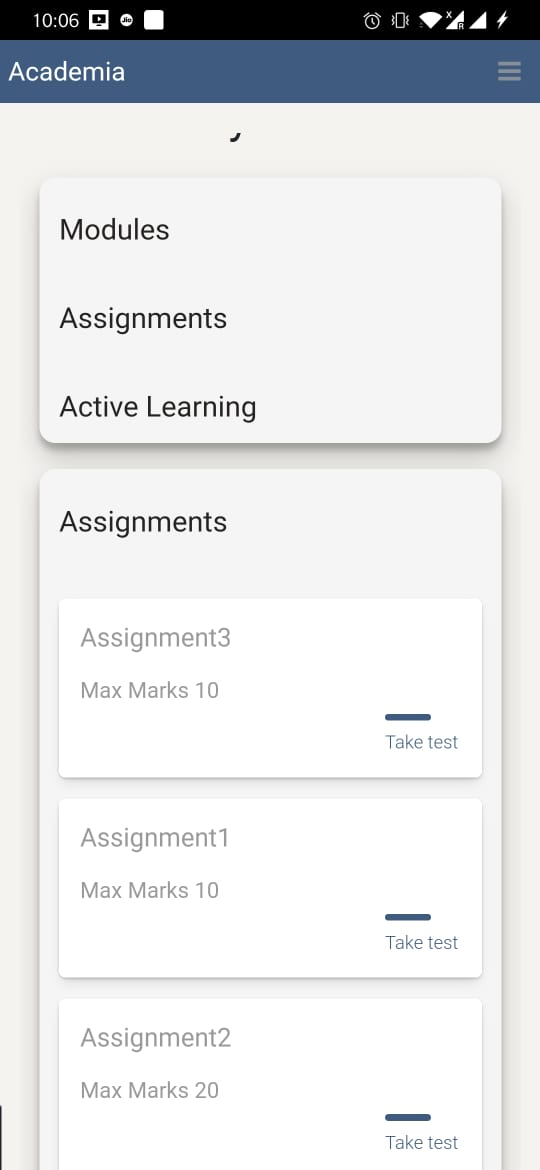 10:06
Academia
Modules
Assignments
Active Learning
Assignments
Assignment3
Max Marks 10
Take test
Assignment1
Max Marks 10
Take test
Assignment2
Max Marks 20
Take test